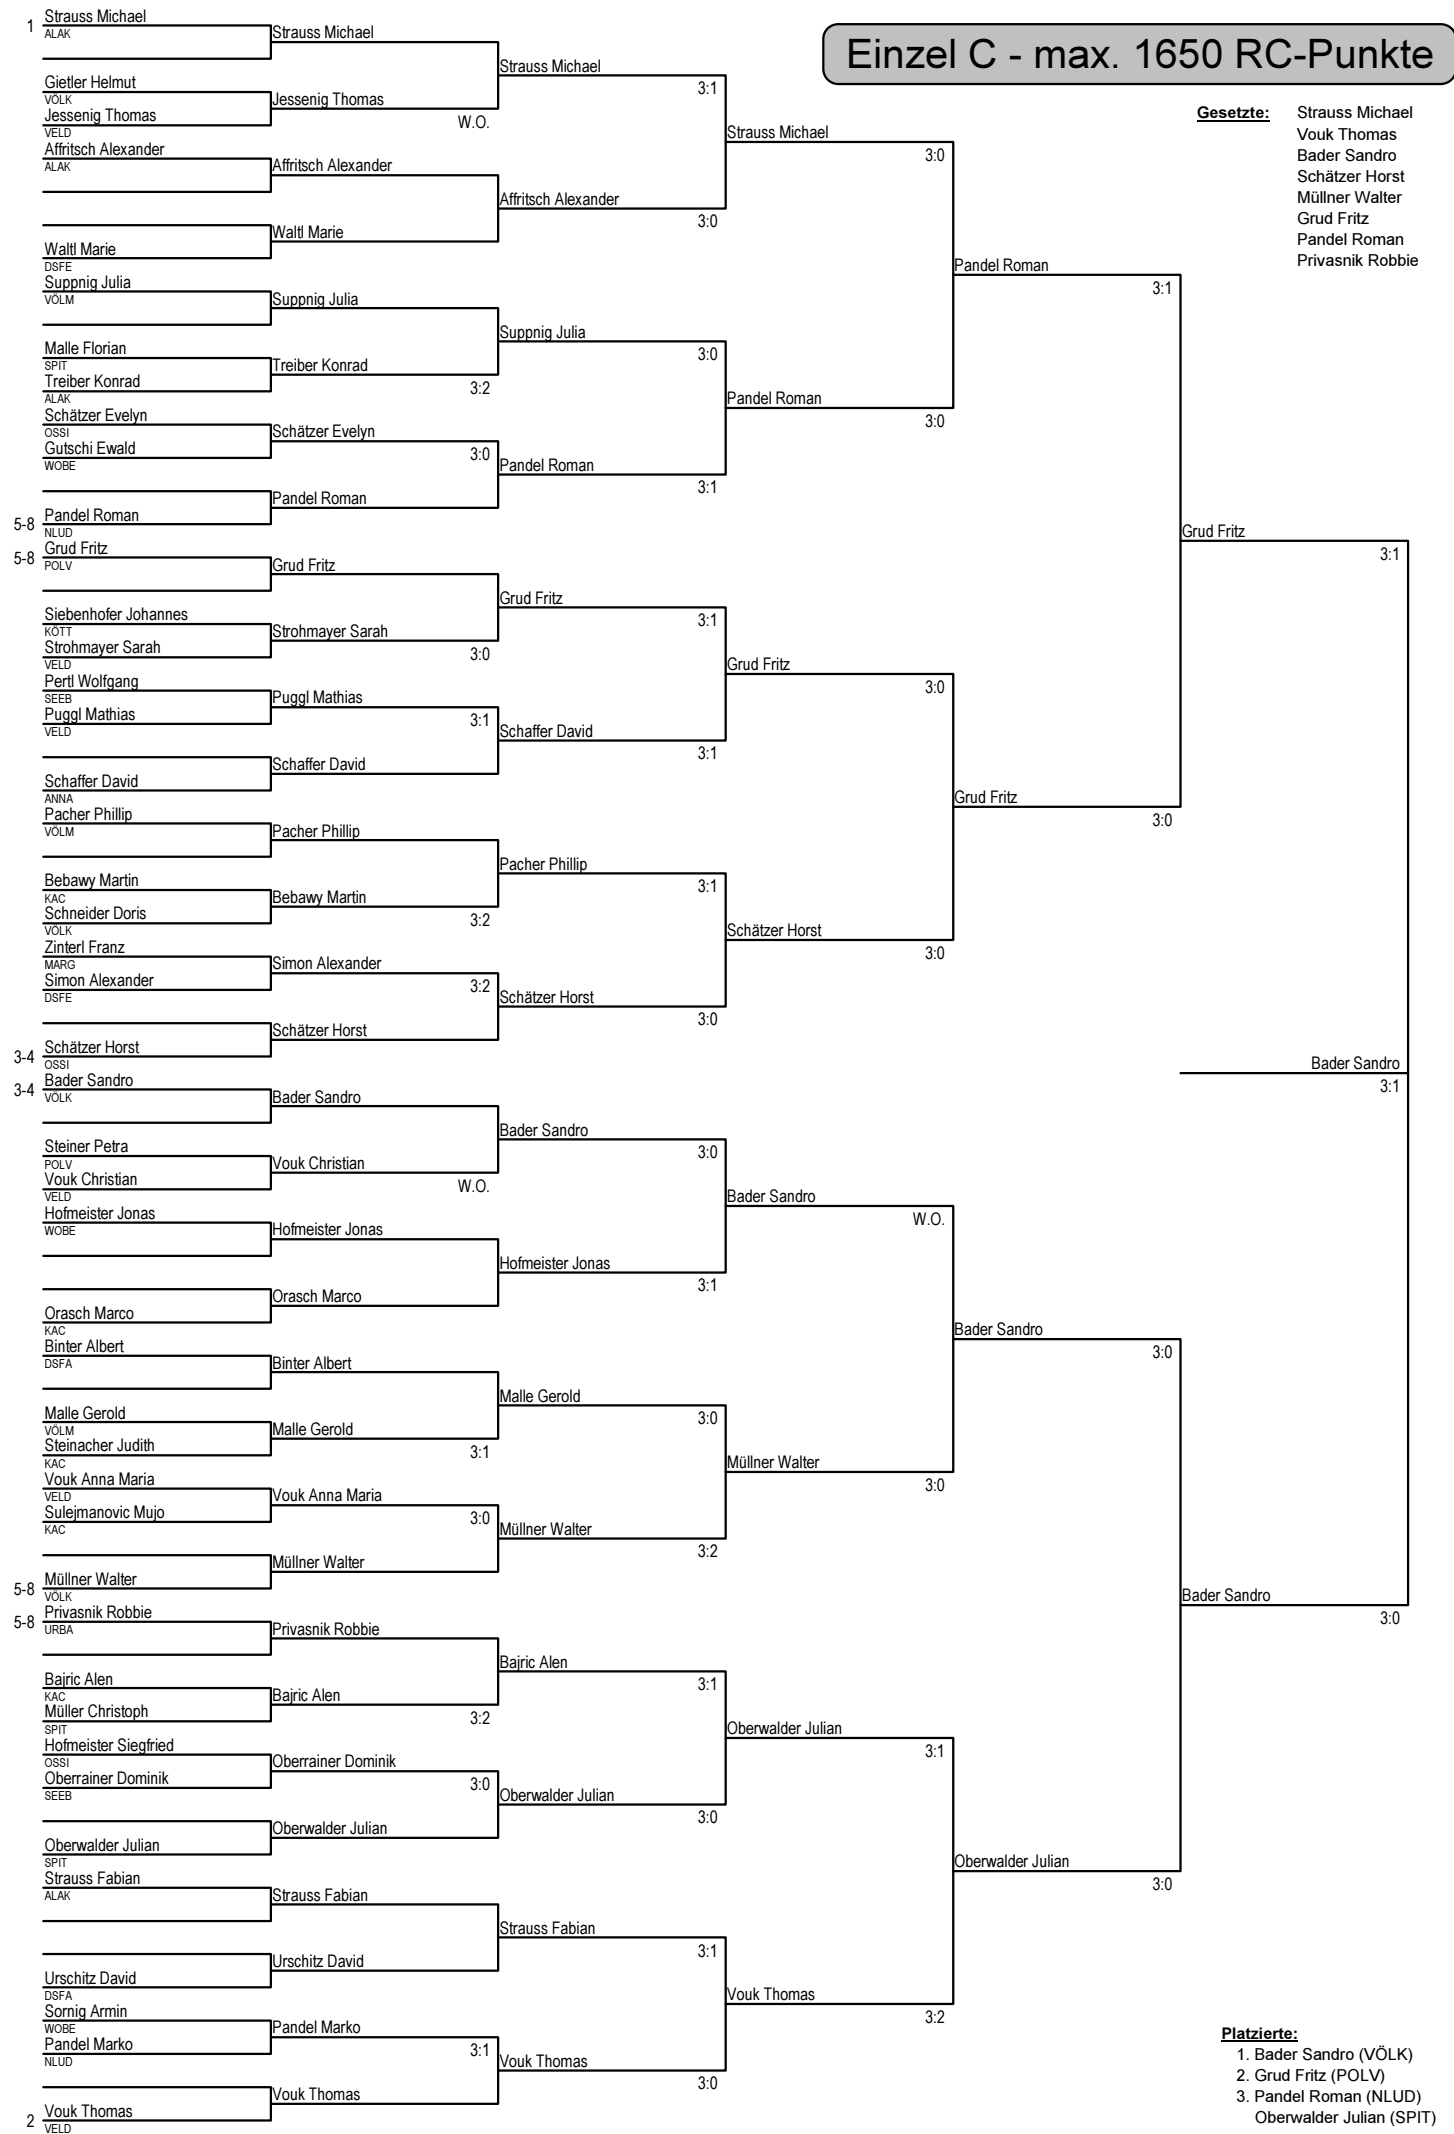 Einzel C - max. 1650 RC-Punkte
Gesetzte:
Strauss Michael
Vouk Thomas
Bader Sandro
Schätzer Horst
Müllner Walter
Grud Fritz
Pandel Roman
Privasnik Robbie
1
Strauss Michael
ALAK
Gietler Helmut
VÖLK
Jessenig Thomas
VELD
Affritsch Alexander
ALAK
Waltl Marie
DSFE
Suppnig Julia
VÖLM
Malle Florian
SPIT
Treiber Konrad
ALAK
Schätzer Evelyn
OSSI
Gutschi Ewald
WOBE
5-8
Pandel Roman
NLUD
5-8
Grud Fritz
POLV
Siebenhofer Johannes
KÖTT
Strohmayer Sarah
VELD
Pertl Wolfgang
SEEB
Puggl Mathias
VELD
Schaffer David
ANNA
Pacher Phillip
VÖLM
Bebawy Martin
KAC
Schneider Doris
VÖLK
Zinterl Franz
MARG
Simon Alexander
DSFE
3-4
Schätzer Horst
OSSI
3-4
Bader Sandro
VÖLK
Steiner Petra
POLV
Vouk Christian
VELD
Hofmeister Jonas
WOBE
Orasch Marco
KAC
Binter Albert
DSFA
Malle Gerold
VÖLM
Steinacher Judith
KAC
Vouk Anna Maria
VELD
Sulejmanovic Mujo
KAC
5-8
Müllner Walter
VÖLK
5-8
Privasnik Robbie
URBA
Bajric Alen
KAC
Müller Christoph
SPIT
Hofmeister Siegfried
OSSI
Oberrainer Dominik
SEEB
Oberwalder Julian
SPIT
Strauss Fabian
ALAK
Urschitz David
DSFA
Sornig Armin
WOBE
Pandel Marko
NLUD
2
Vouk Thomas
VELD
Strauss Michael
Jessenig Thomas
W.O.
Affritsch Alexander
Waltl Marie
Suppnig Julia
Treiber Konrad
3:2
Schätzer Evelyn
3:0
Pandel Roman
Grud Fritz
Strohmayer Sarah
3:0
Puggl Mathias
3:1
Schaffer David
Pacher Phillip
Bebawy Martin
3:2
Simon Alexander
3:2
Schätzer Horst
Bader Sandro
Vouk Christian
W.O.
Hofmeister Jonas
Orasch Marco
Binter Albert
Malle Gerold
3:1
Vouk Anna Maria
3:0
Müllner Walter
Privasnik Robbie
Bajric Alen
3:2
Oberrainer Dominik
3:0
Oberwalder Julian
Strauss Fabian
Urschitz David
Pandel Marko
3:1
Vouk Thomas
Strauss Michael
3:1
Affritsch Alexander
3:0
Suppnig Julia
3:0
Pandel Roman
3:1
Grud Fritz
3:1
Schaffer David
3:1
Pacher Phillip
3:1
Schätzer Horst
3:0
Bader Sandro
3:0
Hofmeister Jonas
3:1
Malle Gerold
3:0
Müllner Walter
3:2
Bajric Alen
3:1
Oberwalder Julian
3:0
Strauss Fabian
3:1
Vouk Thomas
3:0
Strauss Michael
3:0
Pandel Roman
3:0
Grud Fritz
3:0
Schätzer Horst
3:0
Bader Sandro
W.O.
Müllner Walter
3:0
Oberwalder Julian
3:1
Vouk Thomas
3:2
Pandel Roman
3:1
Grud Fritz
3:0
Bader Sandro
3:0
Oberwalder Julian
3:0
Grud Fritz
3:1
Bader Sandro
3:0
Bader Sandro
3:1
Platzierte:
1. Bader Sandro (VÖLK)
2. Grud Fritz (POLV)
3. Pandel Roman (NLUD)
Oberwalder Julian (SPIT)